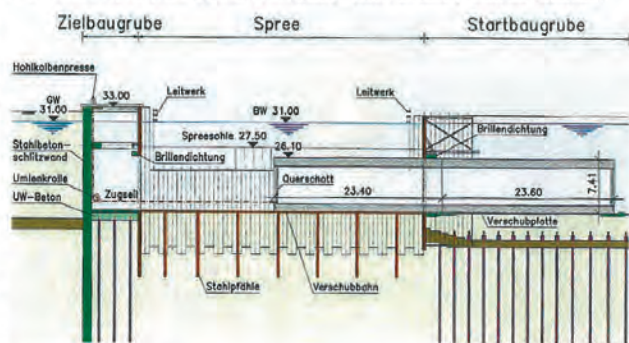 Zielbaugrube
Spree
Startbaugrube
Hohlkolbenpresse
Leitwerk
Leitwerk
GW
31.00
33.00
BW 31.00
Spreesohle 27.50
26.10
Brillendichtung
Stahlbeton-
schlitzwand
Brillendichtung
Umlenkrolle
Zugseil
Querschott
23.40
23.60
7.41
UW-Beton
Verschubplatte
Stahlpfähle
Verschubbahn